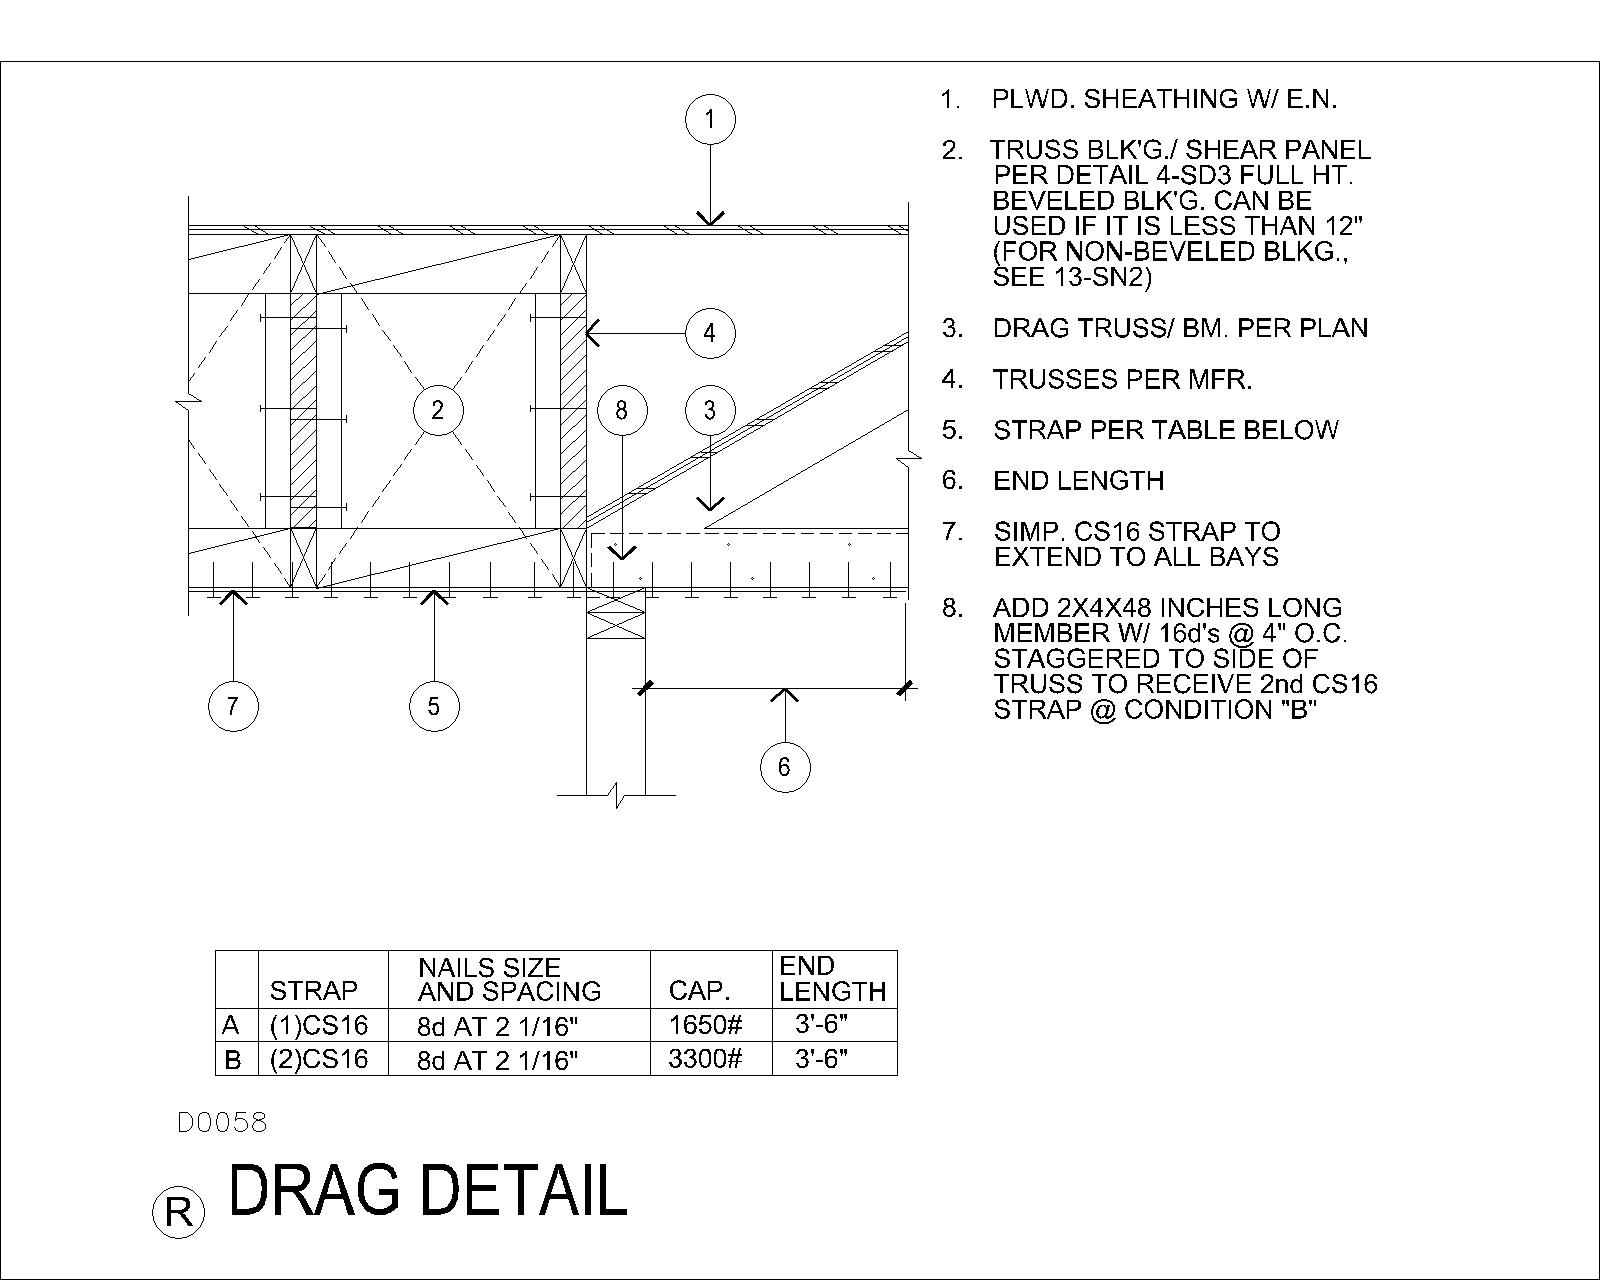 1. PLWD. SHEATHING W/ E.N.
2. TRUSS BLK'G./ SHEAR PANEL
PER DETAIL 4-SD3 FULL HT.
BEVELED BLK'G. CAN BE
USED IF IT IS LESS THAN 12"
(FOR NON-BEVELED BLKG.,
SEE 13-SN2)
3. DRAG TRUSS/ BM. PER PLAN
4. TRUSSES PER MFR.
5. STRAP PER TABLE BELOW
6. END LENGTH
7. SIMP. CS16 STRAP TO
EXTEND TO ALL BAYS
8. ADD 2X4X48 INCHES LONG
MEMBER W/ 16d's @ 4" O.C.
STAGGERED TO SIDE OF
TRUSS TO RECEIVE 2nd CS16
STRAP @ CONDITION "B"
1
4
2
8
3
7
5
6
STRAP
NAILS SIZE
AND SPACING
CAP.
END
LENGTH
A (1)CS16 8d AT 2 1/16" 1650# 3'-6"
B (2)CS16 8d AT 2 1/16" 3300# 3'-6"
D0058
R DRAG DETAIL